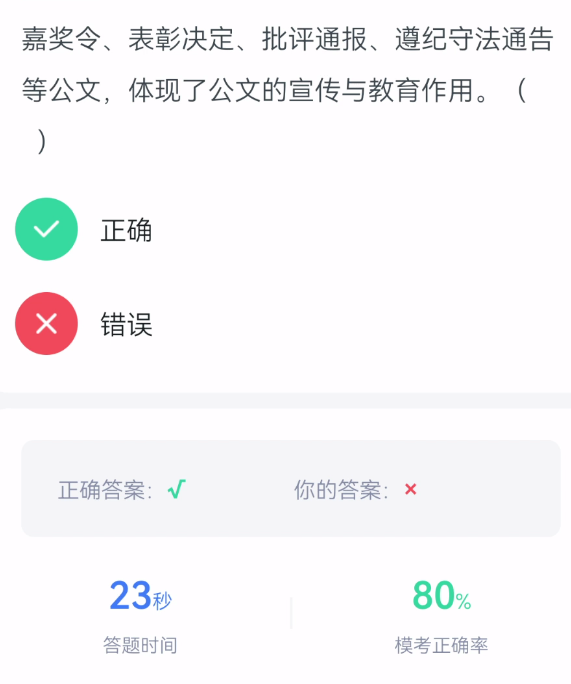 嘉奖令、表彰决定、批评通报、遵纪守法通告
等公文，体现了公文的宣传与教育作用。（
）
正确
错误
正确答案：√ 你的答案：×
23秒 80%
答题时间 模考正确率